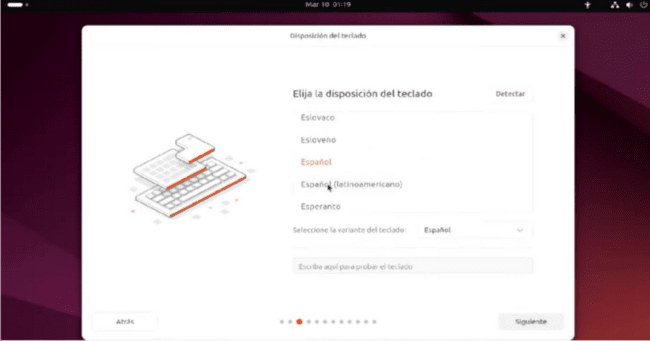 Mar 10 01:19
Disposición del teclado
Elija la disposición del teclado
Detectar
Eslovaco
Esloveno
Español
Español (latinoamericano)
Esperanto
Seleccione la variante del teclado: Español
Escriba aquí para probar el teclado
Atrás
Siguiente